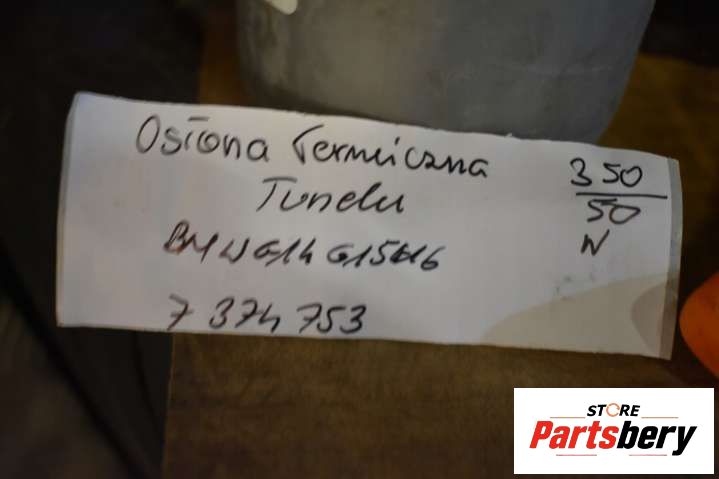 Osłona Termiczna
Tunelu
BMW G14 G15 G16
7 374 753
350
50
N
STORE
Partsbery